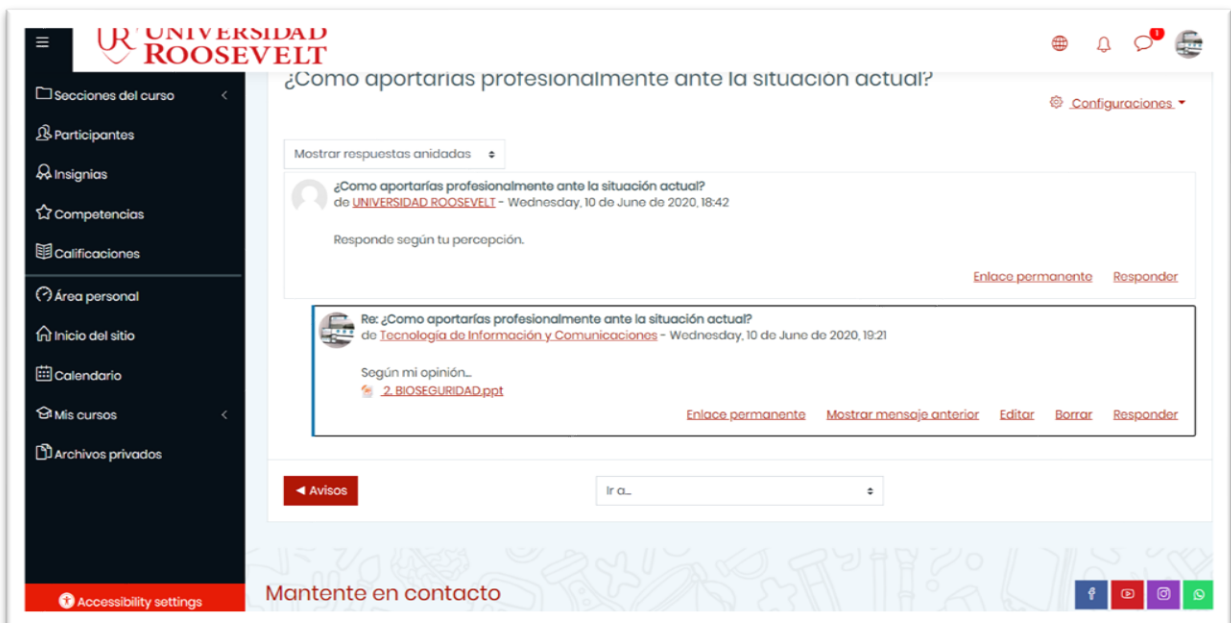 UNIVERSIDAD
ROOSEVELT
1
Secciones del curso
Participantes
Insignias
Competencias
Calificaciones
Área personal
Inicio del sitio
Calendario
Mis cursos
Archivos privados
Accessibility settings
¿Como aportarías profesionalmente ante la situación actual?
Configuraciones
Mostrar respuestas anidadas
¿Como aportarías profesionalmente ante la situación actual?
de UNIVERSIDAD ROOSEVELT - Wednesday, 10 de June de 2020, 18:42
Responde según tu percepción.
Enlace permanente Responder
Re: ¿Como aportarías profesionalmente ante la situación actual?
de Tecnología de Información y Comunicaciones - Wednesday, 10 de June de 2020, 19:21
Según mi opinión...
2. BIOSEGURIDAD.ppt
Enlace permanente Mostrar mensaje anterior Editar Borrar Responder
◄ Avisos
Ir a...
Mantente en contacto